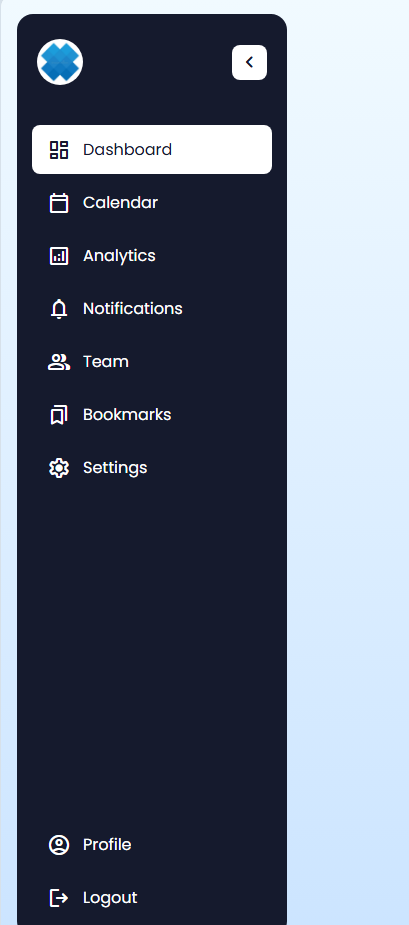 Dashboard
Calendar
Analytics
Notifications
Team
Bookmarks
Settings
Profile
Logout